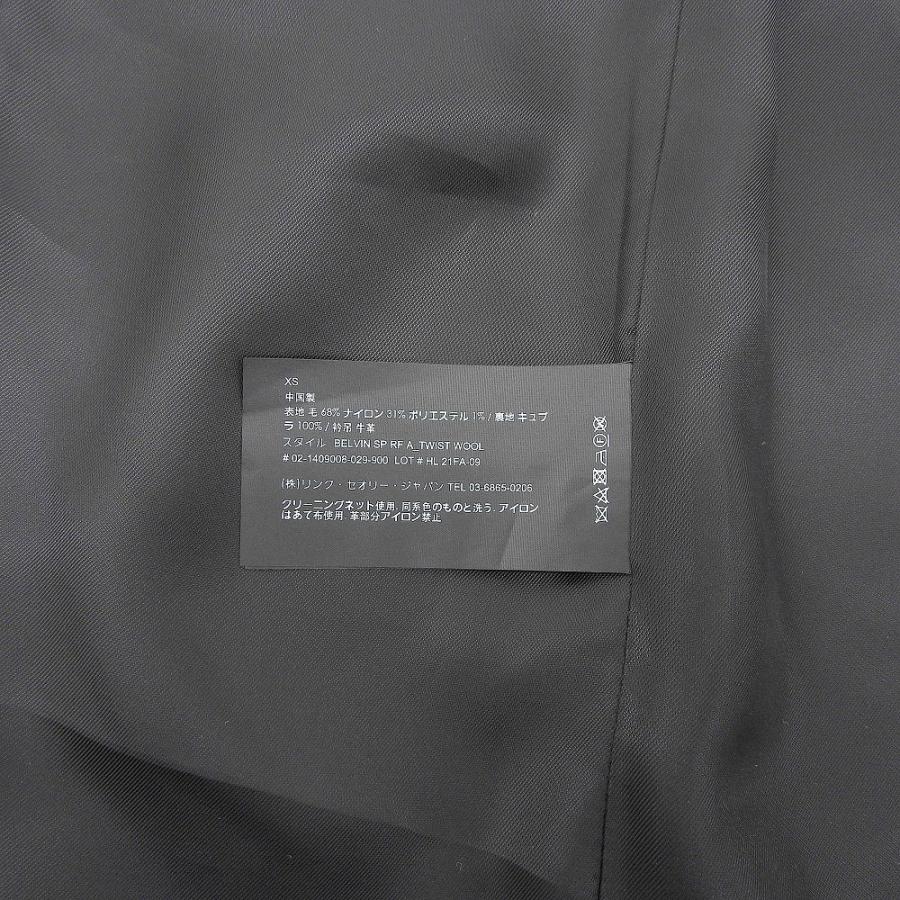 XS
中国製
表地 毛 68% ナイロン 31% ポリエステル 1% / 裏地 キュプ
ラ 100% / 衿吊 牛革
スタイル BELVIN SP RF A_TWIST WOOL
# 02-1409008-029-900 LOT # HL 21FA-09
(株)リンク・セオリー・ジャパン TEL 03-6865-0206
クリーニングネット使用, 同系色のものと洗う, アイロン
はあて布使用, 革部分アイロン禁止